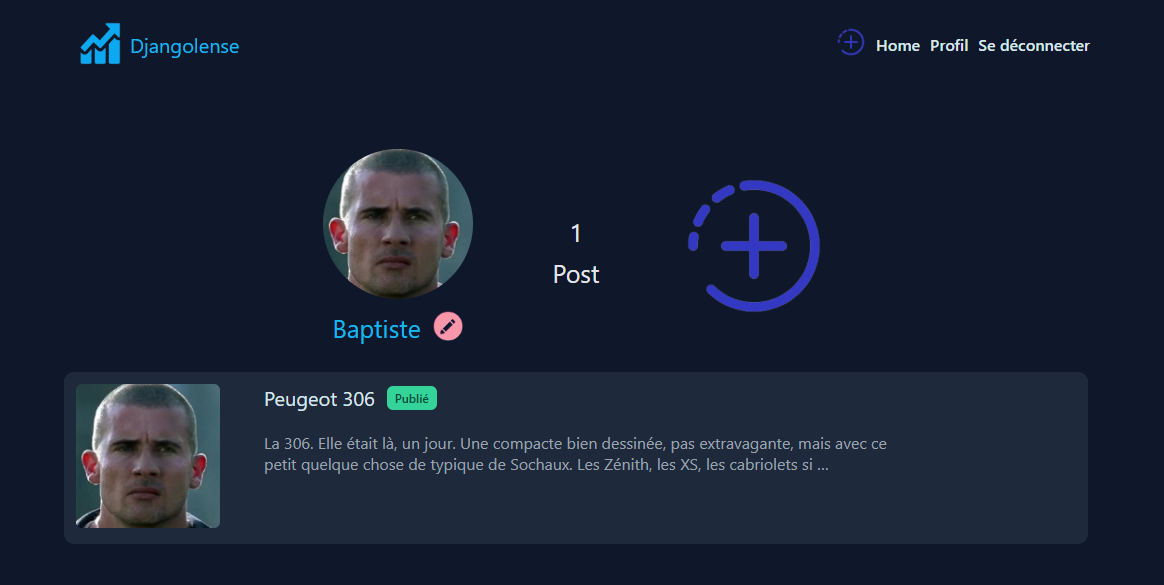 Djangolense
Home Profil Se déconnecter
1
Post
Baptiste
Peugeot 306 Publié
La 306. Elle était là, un jour. Une compacte bien dessinée, pas extravagante, mais avec ce
petit quelque chose de typique de Sochaux. Les Zénith, les XS, les cabriolets si ...